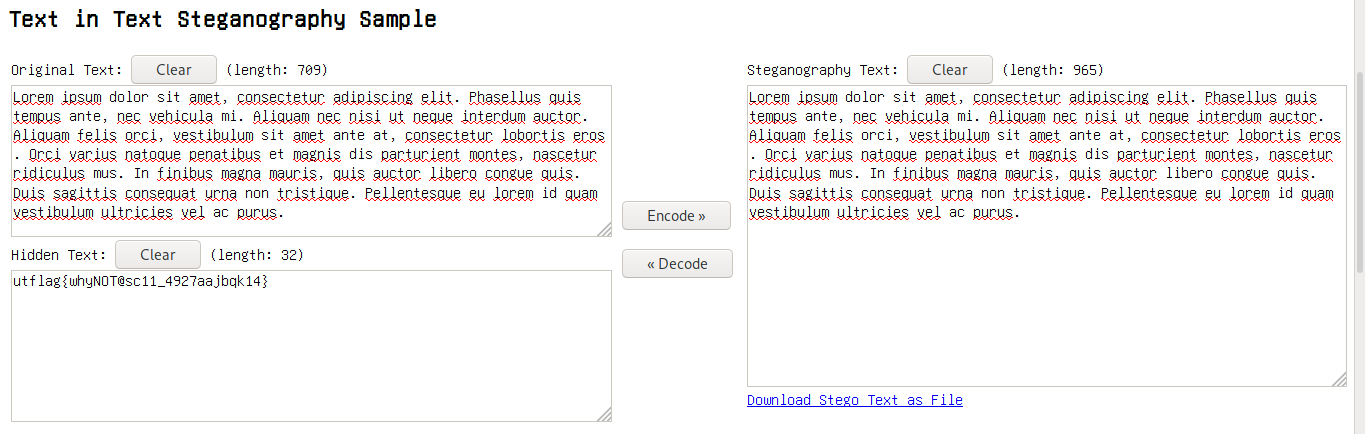 Text in Text Steganography Sample
Original Text: Clear (length: 709)
Lorem ipsum dolor sit amet, consectetur adipiscing elit. Phasellus quis
tempus ante, nec vehicula mi. Aliquam nec nisi ut neque interdum auctor.
Aliquam felis orci, vestibulum sit amet ante at, consectetur lobortis eros
. Orci varius natoque penatibus et magnis dis parturient montes, nascetur
ridiculus mus. In finibus magna mauris, quis auctor libero congue quis.
Duis sagittis consequat urna non tristique. Pellentesque eu lorem id quam
vestibulum ultricies vel ac purus.
Hidden Text: Clear (length: 32)
utflag{whyNOT@sc11_4927aajbqk14}
Encode »
« Decode
Steganography Text: Clear (length: 965)
Lorem ipsum dolor sit amet, consectetur adipiscing elit. Phasellus quis
tempus ante, nec vehicula mi. Aliquam nec nisi ut neque interdum auctor.
Aliquam felis orci, vestibulum sit amet ante at, consectetur lobortis eros
. Orci varius natoque penatibus et magnis dis parturient montes, nascetur
ridiculus mus. In finibus magna mauris, quis auctor libero congue quis.
Duis sagittis consequat urna non tristique. Pellentesque eu lorem id quam
vestibulum ultricies vel ac purus.
Download Stego Text as File